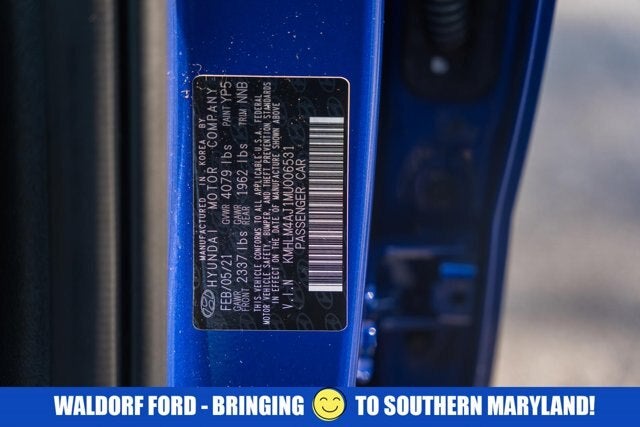 MANUFACTURED IN KOREA BY
HYUNDAI MOTOR COMPANY
FEB/05/21 GVWR 4079 lbs PAINT YP5
GAWR FRONT 2337 lbs GAWR REAR 1962 lbs TRIM NNB
THIS VEHICLE CONFORMS TO ALL APPLICABLE U.S.A. FEDERAL
MOTOR VEHICLE SAFETY, BUMPER, AND THEFT PREVENTION STANDARDS
IN EFFECT ON THE DATE OF MANUFACTURE SHOWN ABOVE
V.I.N KMHLM4AJ1MU006531
PASSENGER CAR
WALDORF FORD - BRINGING TO SOUTHERN MARYLAND!